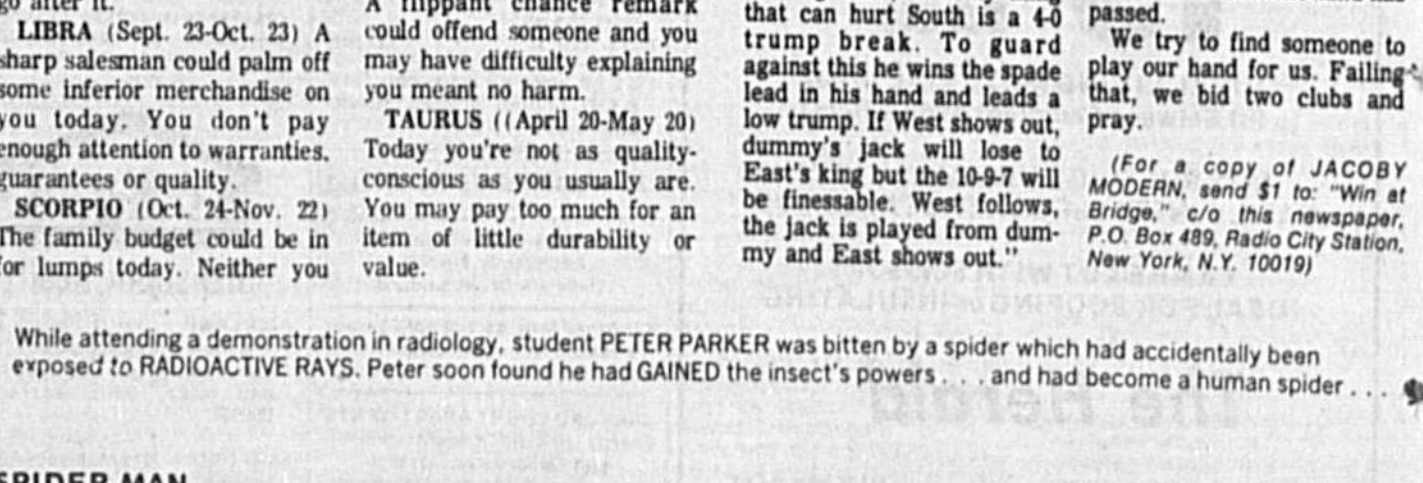 go after it.
LIBRA (Sept. 23-Oct. 23) A
sharp salesman could palm off
some inferior merchandise on
you today. You don't pay
enough attention to warranties,
guarantees or quality.
SCORPIO (Oct. 24-Nov. 22)
The family budget could be in
for lumps today. Neither you
A flippant chance remark
could offend someone and you
may have difficulty explaining
you meant no harm.
TAURUS ((April 20-May 20)
Today you're not as quality-
conscious as you usually are.
You may pay too much for an
item of little durability or
value.
that can hurt South is a 4-0
trump break. To guard
against this he wins the spade
lead in his hand and leads a
low trump. If West shows out,
dummy's jack will lose to
East's king but the 10-9-7 will
be finessable. West follows,
the jack is played from dum-
my and East shows out."
passed.
We try to find someone to
play our hand for us. Failing
that, we bid two clubs and
pray.
(For a copy of JACOBY
MODERN, send $1 to: "Win at
Bridge," c/o this newspaper,
P.O. Box 489, Radio City Station,
New York, N.Y. 10019)
While attending a demonstration in radiology, student PETER PARKER was bitten by a spider which had accidentally been
exposed to RADIOACTIVE RAYS. Peter soon found he had GAINED the insect's powers . . . and had become a human spider . . .
SPIDER-MAN